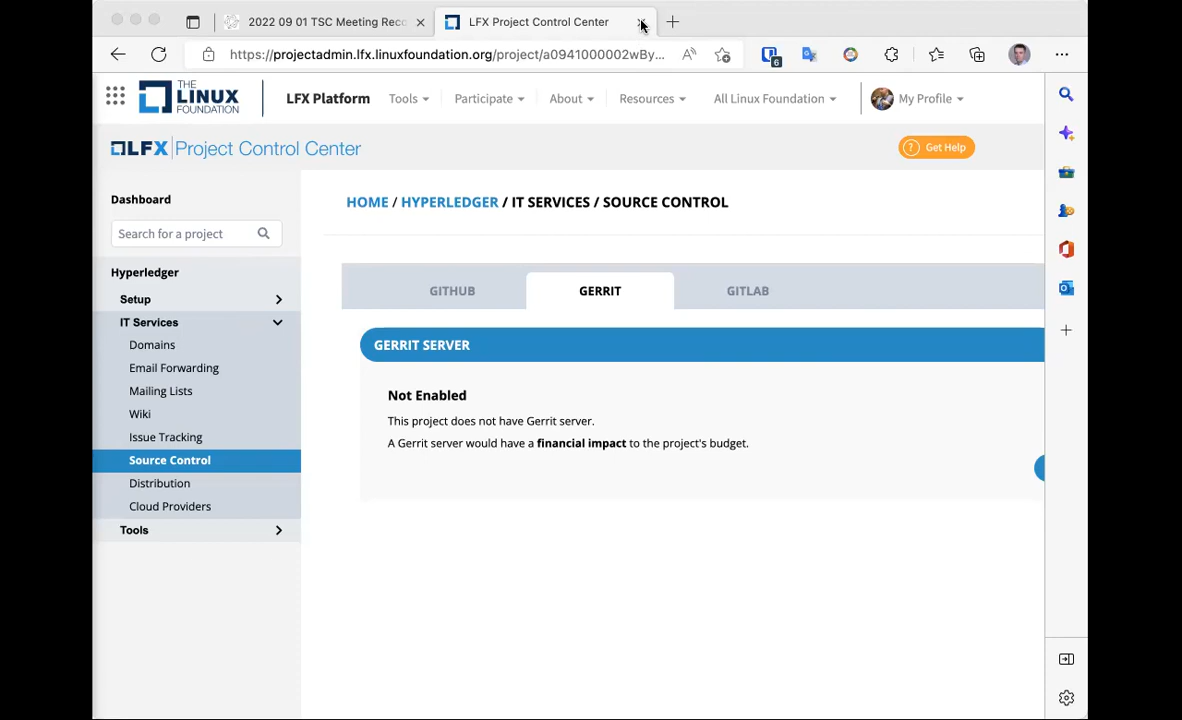 2022 09 01 TSC Meeting Reco
LFX Project Control Center
https://projectadmin.lfx.linuxfoundation.org/project/a0941000002wBy...
6
THE LINUX FOUNDATION
LFX Platform
Tools
Participate
About
Resources
All Linux Foundation
My Profile
LFX Project Control Center
? Get Help
Dashboard
Search for a project
Hyperledger
Setup
IT Services
Domains
Email Forwarding
Mailing Lists
Wiki
Issue Tracking
Source Control
Distribution
Cloud Providers
Tools
HOME / HYPERLEDGER / IT SERVICES / SOURCE CONTROL
GITHUB
GERRIT
GITLAB
GERRIT SERVER
Not Enabled
This project does not have Gerrit server.
A Gerrit server would have a financial impact to the project's budget.